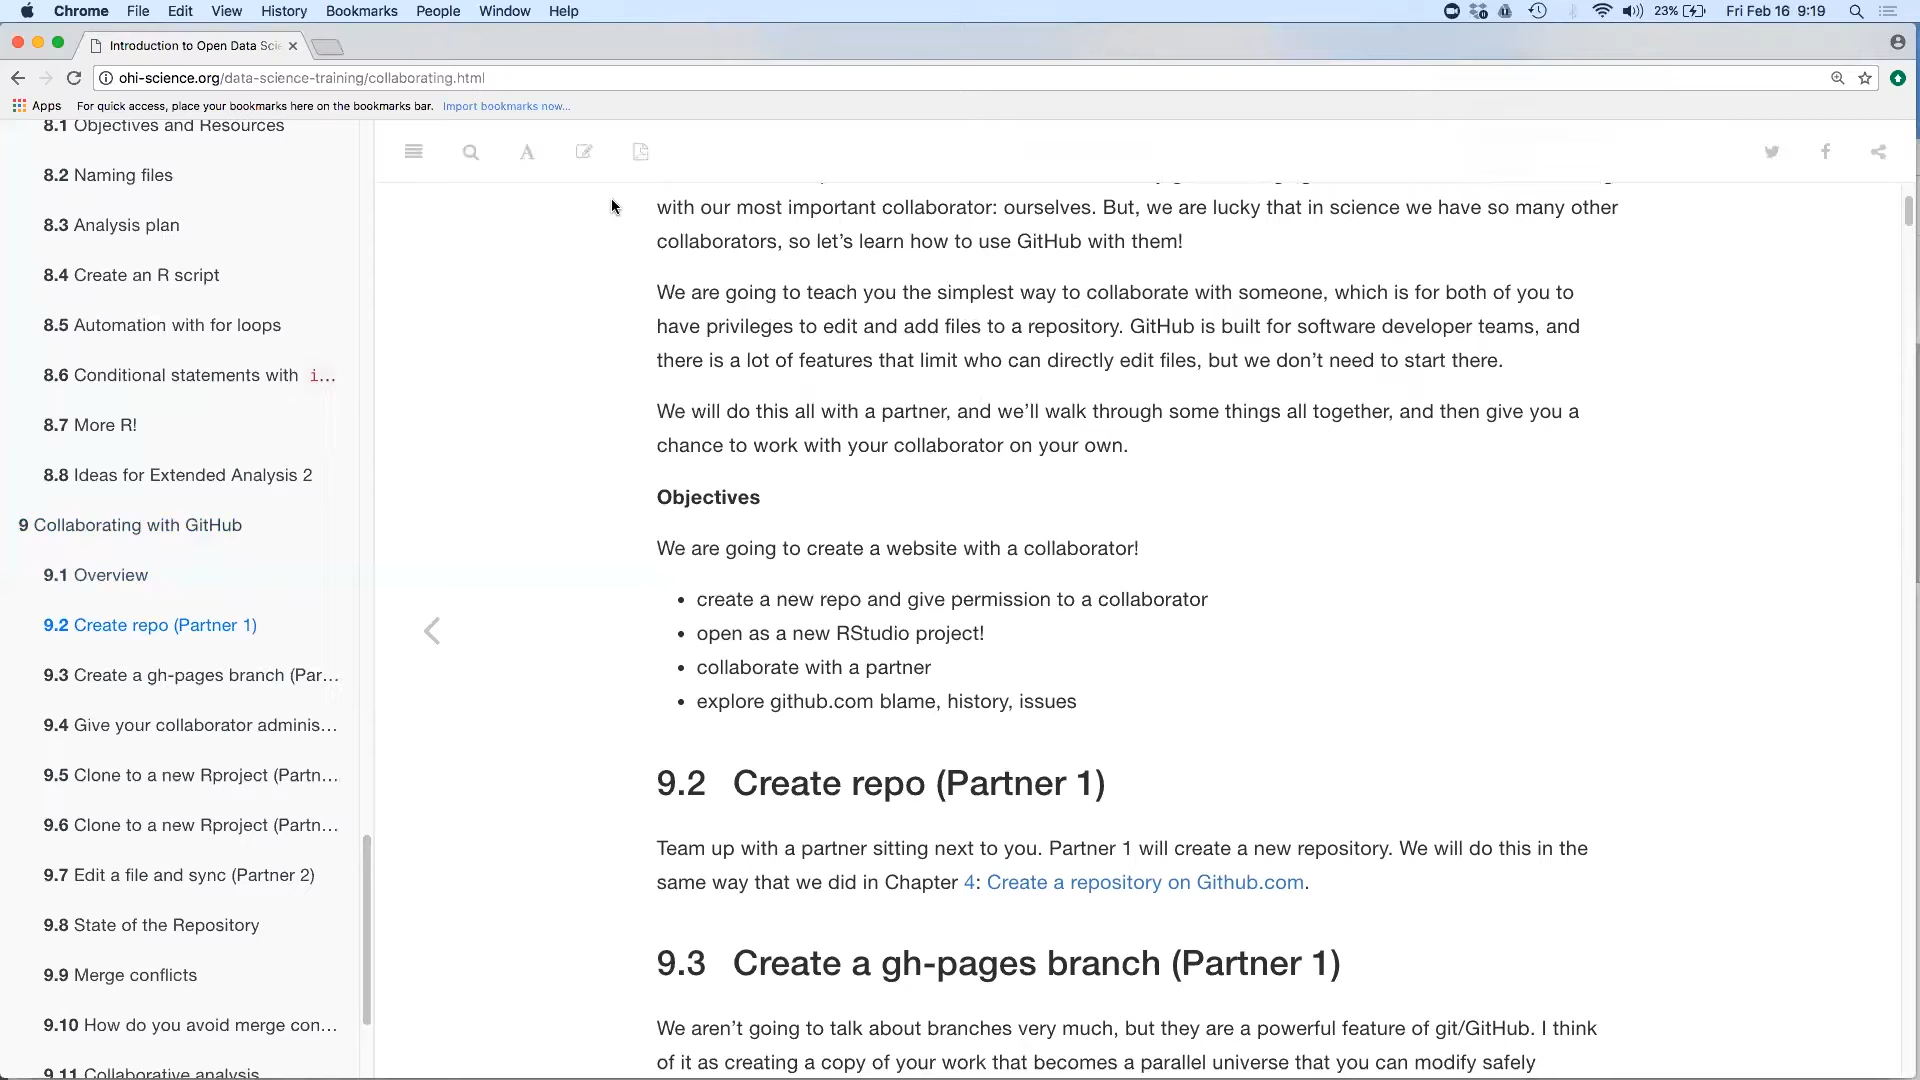 Chrome File Edit View History Bookmarks People Window Help
23% Fri Feb 16 9:19
Introduction to Open Data Scie
ohi-science.org/data-science-training/collaborating.html
Apps For quick access, place your bookmarks here on the bookmarks bar. Import bookmarks now...
8.1 Objectives and Resources
8.2 Naming files
8.3 Analysis plan
8.4 Create an R script
8.5 Automation with for loops
8.6 Conditional statements with i…
8.7 More R!
8.8 Ideas for Extended Analysis 2
9 Collaborating with GitHub
9.1 Overview
9.2 Create repo (Partner 1)
9.3 Create a gh-pages branch (Par…
9.4 Give your collaborator adminis…
9.5 Clone to a new Rproject (Partn…
9.6 Clone to a new Rproject (Partn…
9.7 Edit a file and sync (Partner 2)
9.8 State of the Repository
9.9 Merge conflicts
9.10 How do you avoid merge con…
9.11 Collaborative analysis
with our most important collaborator: ourselves. But, we are lucky that in science we have so many other
collaborators, so let’s learn how to use GitHub with them!
We are going to teach you the simplest way to collaborate with someone, which is for both of you to
have privileges to edit and add files to a repository. GitHub is built for software developer teams, and
there is a lot of features that limit who can directly edit files, but we don’t need to start there.
We will do this all with a partner, and we’ll walk through some things all together, and then give you a
chance to work with your collaborator on your own.
Objectives
We are going to create a website with a collaborator!
• create a new repo and give permission to a collaborator
• open as a new RStudio project!
• collaborate with a partner
• explore github.com blame, history, issues
9.2 Create repo (Partner 1)
Team up with a partner sitting next to you. Partner 1 will create a new repository. We will do this in the
same way that we did in Chapter 4: Create a repository on Github.com.
9.3 Create a gh-pages branch (Partner 1)
We aren’t going to talk about branches very much, but they are a powerful feature of git/GitHub. I think
of it as creating a copy of your work that becomes a parallel universe that you can modify safely